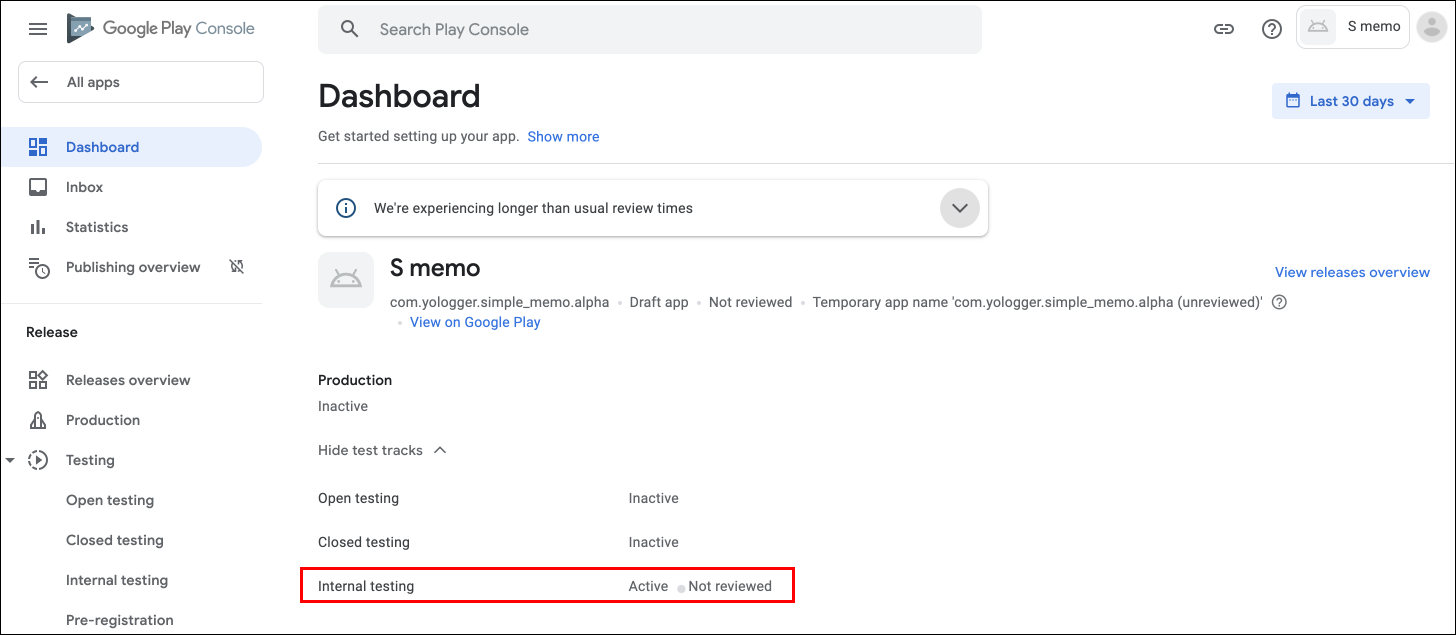 Google Play Console
Search Play Console
S memo
All apps
Dashboard
Inbox
Statistics
Publishing overview
Release
Releases overview
Production
Testing
Open testing
Closed testing
Internal testing
Pre-registration
Dashboard
Last 30 days
Get started setting up your app. Show more
We're experiencing longer than usual review times
S memo
View releases overview
com.yologger.simple_memo.alpha • Draft app • Not reviewed • Temporary app name 'com.yologger.simple_memo.alpha (unreviewed)'
• View on Google Play
Production
Inactive
Hide test tracks
Open testing Inactive
Closed testing Inactive
Internal testing Active • Not reviewed